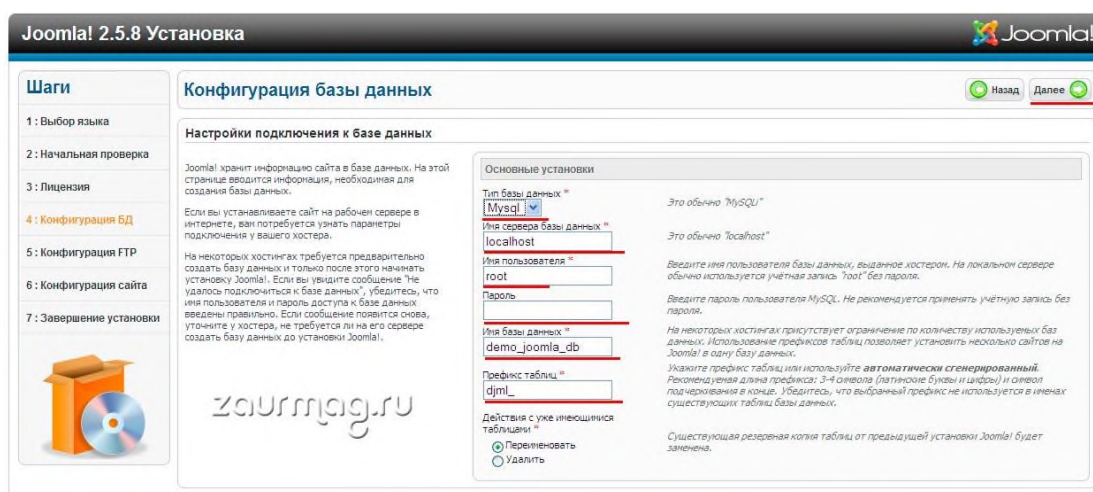 Joomla! 2.5.8 Установка
Joomla!
Шаги
1 : Выбор языка
2 : Начальная проверка
3 : Лицензия
4 : Конфигурация БД
5 : Конфигурация FTP
6 : Конфигурация сайта
7 : Завершение установки
Конфигурация базы данных
Назад
Далее
Настройки подключения к базе данных
Joomla! хранит информацию сайта в базе данных. На этой
странице вводится информация, необходимая для
создания базы данных.
Если вы устанавливаете сайт на рабочем сервере в
интернете, вам потребуется узнать параметры
подключения у вашего хостера.
На некоторых хостингах требуется предварительно
создать базу данных и только после этого начинать
установку Joomla!. Если вы увидите сообщение "Не
удалось подключиться к базе данных", убедитесь, что
имя пользователя и пароль доступа к базе данных
введены правильно. Если сообщение появится снова,
уточните у хостера, не требуется ли на его сервере
создать базу данных до установки Joomla!.
zaurmag.ru
Основные установки
Тип базы данных *
Mysql
Это обычно "MySQLi"
Имя сервера базы данных *
localhost
Это обычно "localhost"
Имя пользователя *
root
Введите имя пользователя базы данных, выданное хостером. На локальном сервере
обычно используется учётная запись "root" без пароля.
Пароль
Введите пароль пользователя MySQL. Не рекомендуется применять учётную запись без
пароля.
Имя базы данных *
demo_joomla_db
На некоторых хостингах присутствует ограничение по количеству используемых баз
данных. Использование префиксов таблиц позволяет установить несколько сайтов на
Joomla! в одну базу данных.
Префикс таблиц *
djml_
Укажите префикс таблиц или используйте автоматически сгенерированный.
Рекомендуемая длина префикса: 3-4 символа (латинские буквы и цифры) и символ
подчеркивания в конце. Убедитесь, что выбранный префикс не используется в именах
существующих таблиц базы данных.
Действия с уже имеющимися
таблицами *
Переименовать
Удалить
Существующая резервная копия таблиц от предыдущей установки Joomla! будет
заменена.